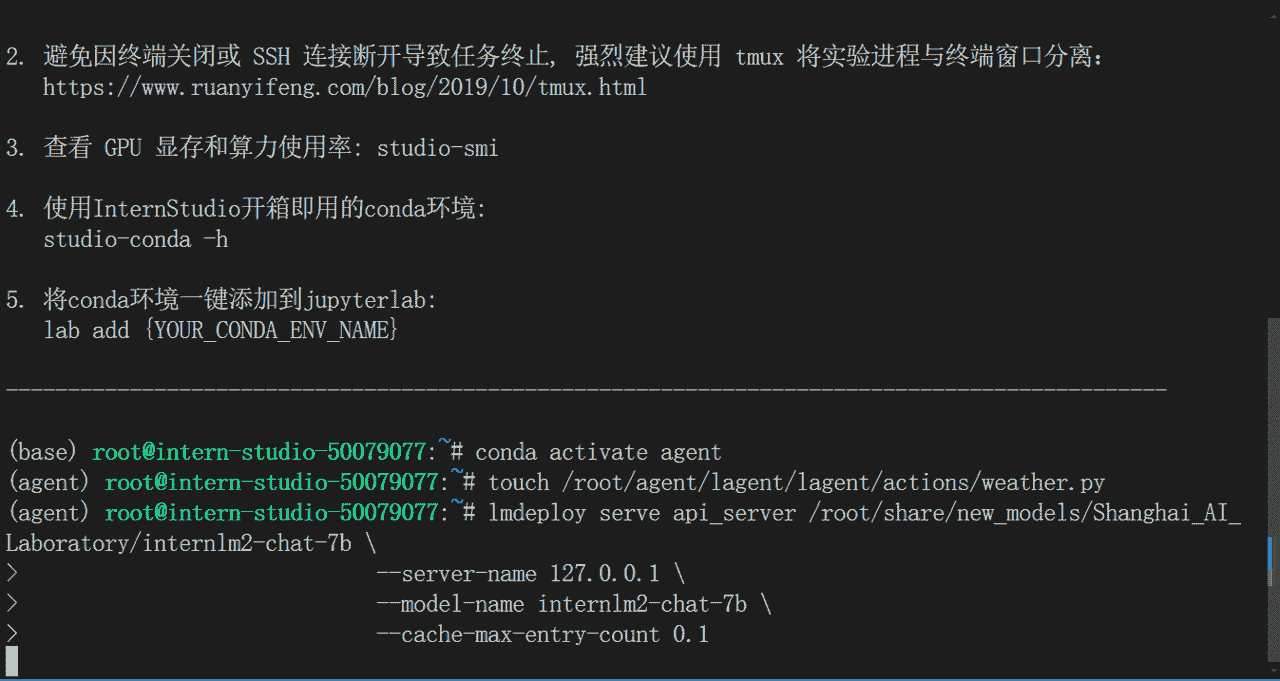 2. 避免因终端关闭或 SSH 连接断开导致任务终止, 强烈建议使用 tmux 将实验进程与终端窗口分离:
https://www.ruanyifeng.com/blog/2019/10/tmux.html
3. 查看 GPU 显存和算力使用率: studio-smi
4. 使用InternStudio开箱即用的conda环境:
studio-conda -h
5. 将conda环境一键添加到jupyterlab:
lab add {YOUR_CONDA_ENV_NAME}
----------------------------------------------------------------------------------------------
(base) root@intern-studio-50079077:~# conda activate agent
(agent) root@intern-studio-50079077:~# touch /root/agent/lagent/lagent/actions/weather.py
(agent) root@intern-studio-50079077:~# lmdeploy serve api_server /root/share/new_models/Shanghai_AI_
Laboratory/internlm2-chat-7b \
> --server-name 127.0.0.1 \
> --model-name internlm2-chat-7b \
> --cache-max-entry-count 0.1